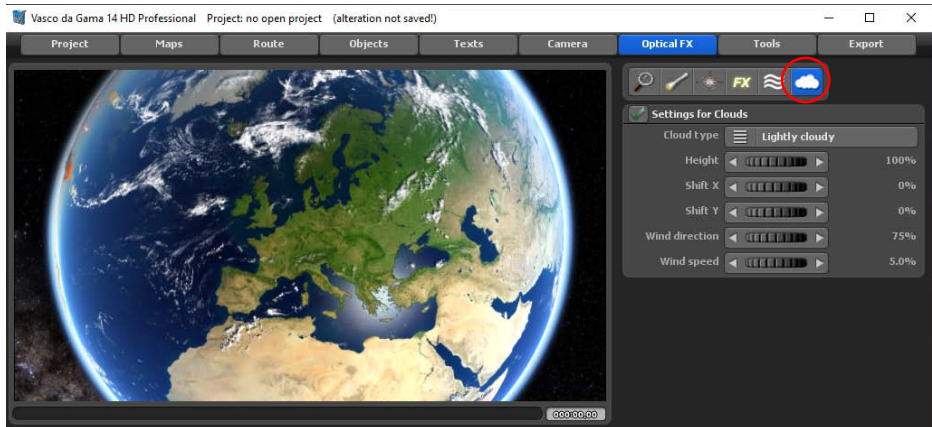 Vasco da Gama 14 HD Professional Project: no open project (alteration not saved!)
Project Maps Route Objects Texts Camera Optical FX Tools Export
FX
Settings for Clouds
Cloud type Lightly cloudy
Height 100%
Shift X 0%
Shift Y 0%
Wind direction 75%
Wind speed 5.0%
000:00.00